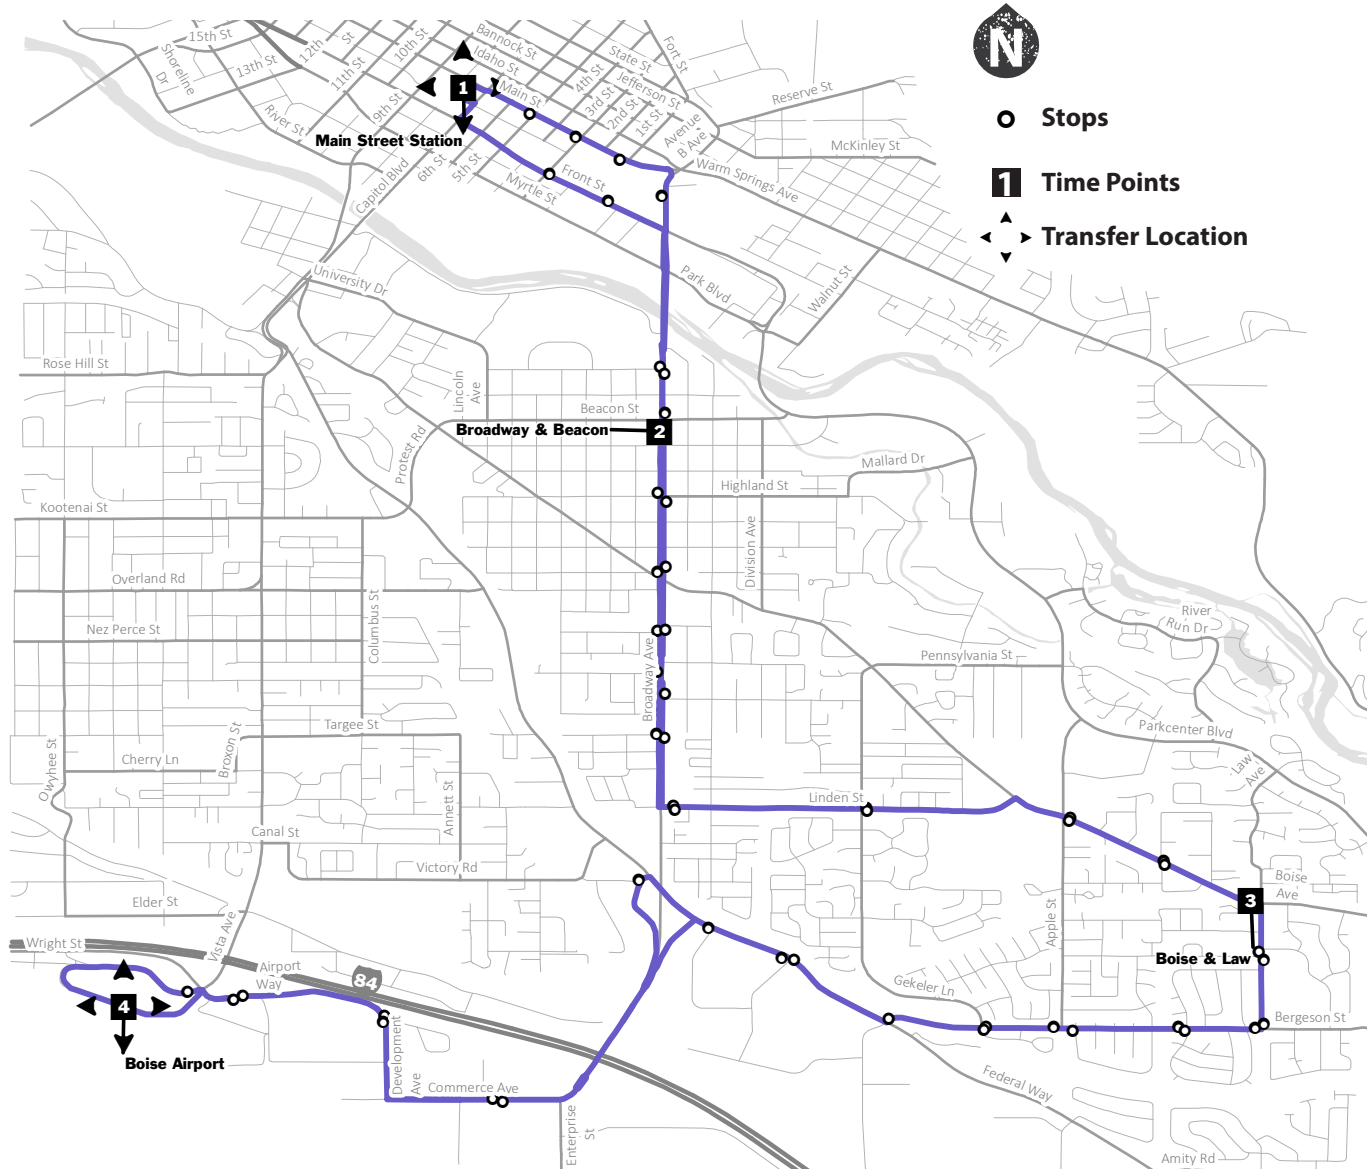 N
Stops
1 Time Points
Transfer Location
15th St
Shoreline
Dr
13th St
12th
St
11th St
10th St
Bannock St
Idaho St
Main St
State St
Fort St
Jefferson St
4th St
3rd St
2nd St
1st St
Avenue
B Ave
Reserve St
McKinley St
Warm Springs Ave
River St
9th St
1
Main Street Station
Capitol Blvd
6th St
5th St
Front St
Myrtle St
University Dr
Park Blvd
Walnut St
Rose Hill St
Lincoln
Ave
Beacon St
Broadway & Beacon
2
Protest Rd
Mallard Dr
Highland St
Kootenai St
Division Ave
Overland Rd
Columbus St
Nez Perce St
River
Run Dr
Broadway Ave
Pennsylvania St
Targee St
Parkcenter Blvd
Broxon St
Cherry Ln
Owyhee St
Law
Ave
Annett St
Linden St
Canal St
Victory Rd
Boise
Ave
Elder St
3
Apple St
Vista Ave
Wright St
Boise & Law
Airport
Way
84
Gekeler Ln
4
Bergeson St
Boise Airport
Development
Ave
Commerce Ave
Federal Way
Enterprise
St
Amity Rd